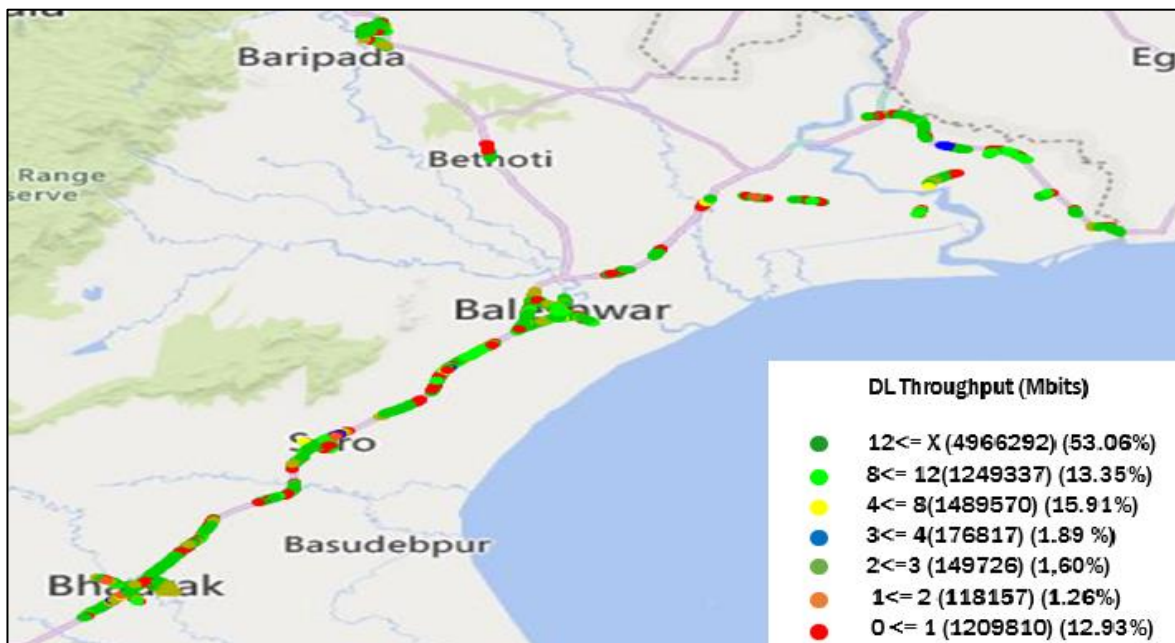 Baripada
Eg
Betnoti
Range
serve
Baleshwar
Soro
Basudebpur
Bhadrak
DL Throughput (Mbits)
12<= X (4966292) (53.06%)
8<= 12(1249337) (13.35%)
4<= 8(1489570) (15.91%)
3<= 4(176817) (1.89 %)
2<=3 (149726) (1,60%)
1<= 2 (118157) (1.26%)
0 <= 1 (1209810) (12.93%)